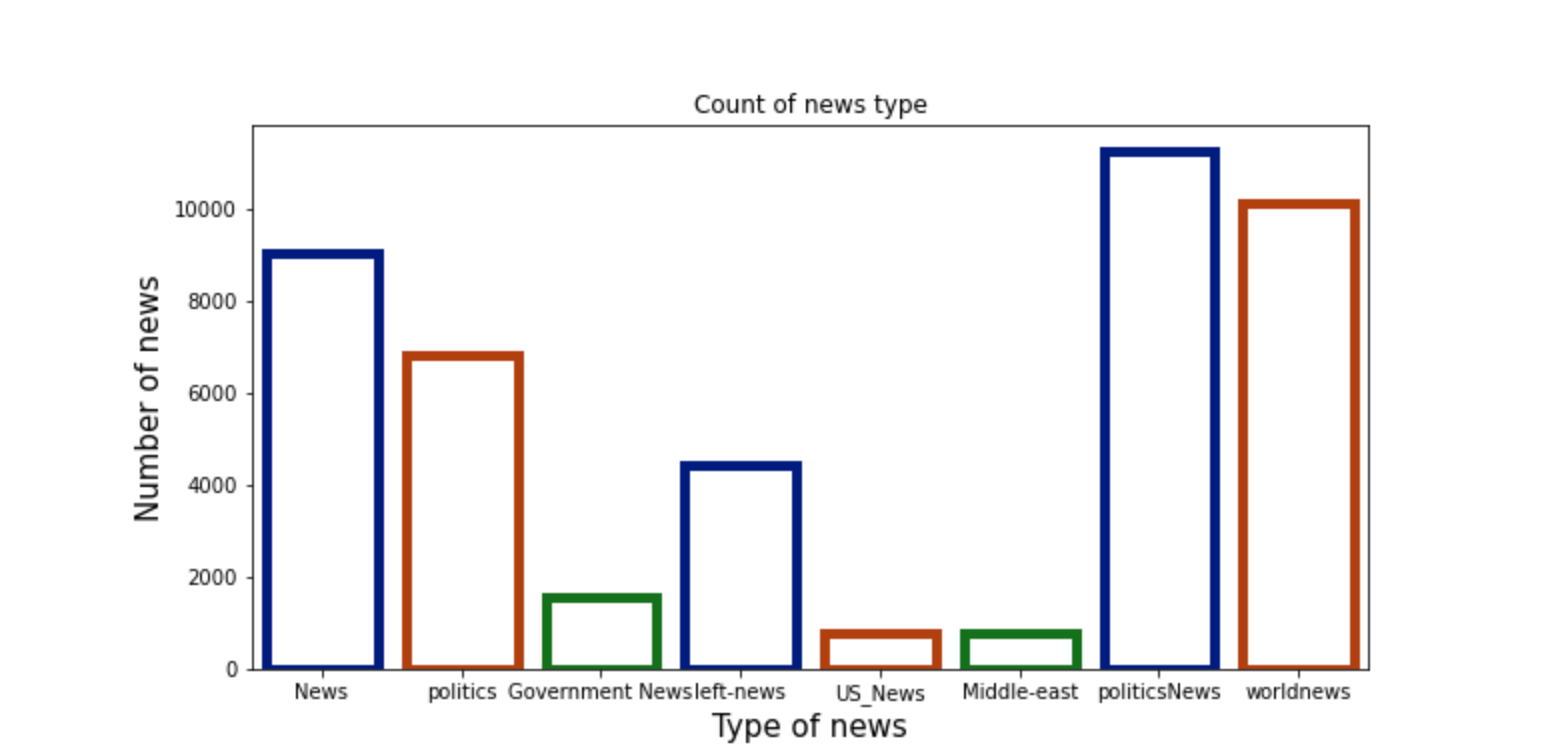 Count of news type
Number of news
10000
8000
6000
4000
2000
0
News politics Government News left-news US_News Middle-east politicsNews worldnews
Type of news